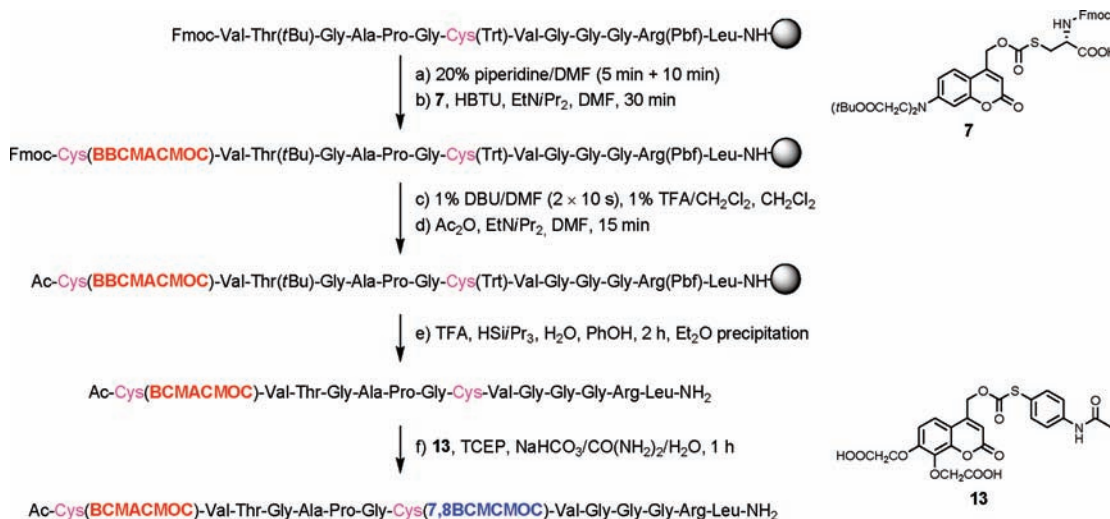 Fmoc-Val-Thr(tBu)-Gly-Ala-Pro-Gly-Cys(Trt)-Val-Gly-Gly-Gly-Arg(Pbf)-Leu-NH
a) 20% piperidine/DMF (5 min + 10 min)
b) 7, HBTU, EtNiPr₂, DMF, 30 min
H
N
Fmoc
O
S
COOH
O
(tBuOOCH₂C)₂N
O
O
7
Fmoc-Cys(BBCMACMOC)-Val-Thr(tBu)-Gly-Ala-Pro-Gly-Cys(Trt)-Val-Gly-Gly-Gly-Arg(Pbf)-Leu-NH
c) 1% DBU/DMF (2 × 10 s), 1% TFA/CH₂Cl₂, CH₂Cl₂
d) Ac₂O, EtNiPr₂, DMF, 15 min
Ac-Cys(BBCMACMOC)-Val-Thr(tBu)-Gly-Ala-Pro-Gly-Cys(Trt)-Val-Gly-Gly-Gly-Arg(Pbf)-Leu-NH
e) TFA, HSiiPr₃, H₂O, PhOH, 2 h, Et₂O precipitation
Ac-Cys(BCMACMOC)-Val-Thr-Gly-Ala-Pro-Gly-Cys-Val-Gly-Gly-Gly-Arg-Leu-NH₂
f) 13, TCEP, NaHCO₃/CO(NH₂)₂/H₂O, 1 h
O
S
O
O
N
H
HOOCH₂C
O
O
O
O
CH₂COOH
13
Ac-Cys(BCMACMOC)-Val-Thr-Gly-Ala-Pro-Gly-Cys(7,8BCMCMOC)-Val-Gly-Gly-Gly-Arg-Leu-NH₂